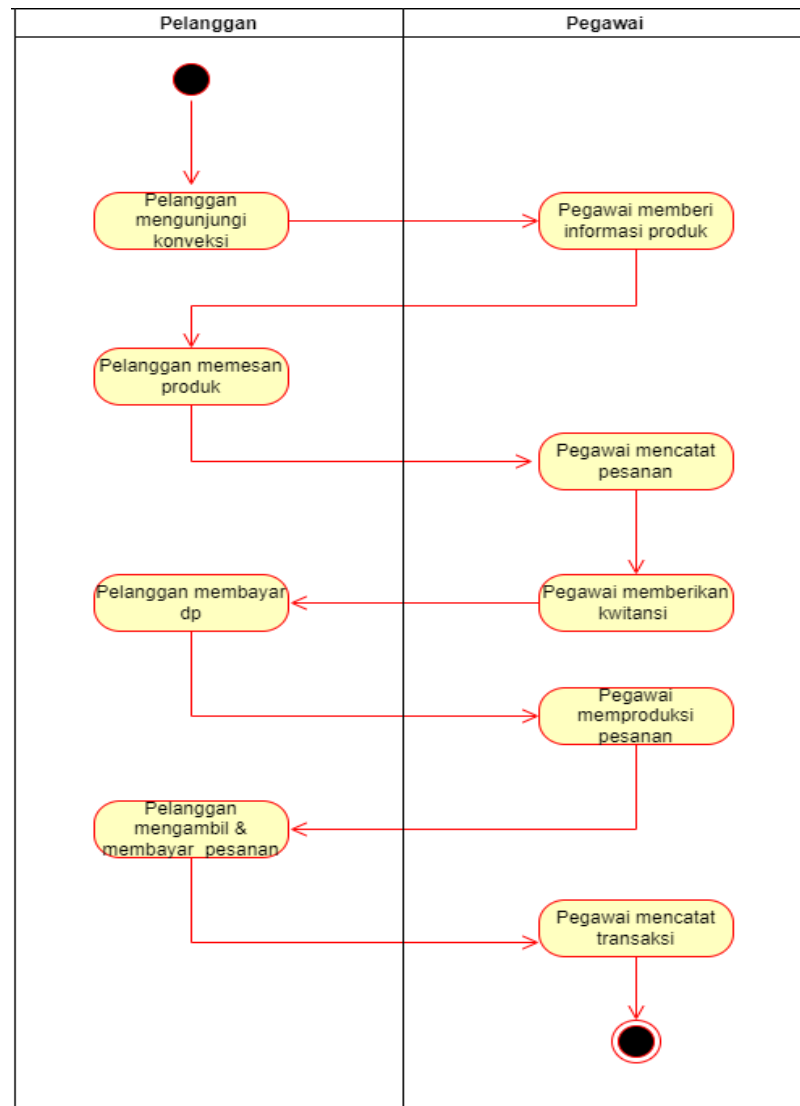 Pelanggan
Pegawai
Pelanggan
mengunjungi
konveksi
Pegawai memberi
informasi produk
Pelanggan memesan
produk
Pegawai mencatat
pesanan
Pegawai memberikan
kwitansi
Pelanggan membayar
dp
Pegawai
memproduksi
pesanan
Pelanggan
mengambil &
membayar  pesanan
Pegawai mencatat
transaksi